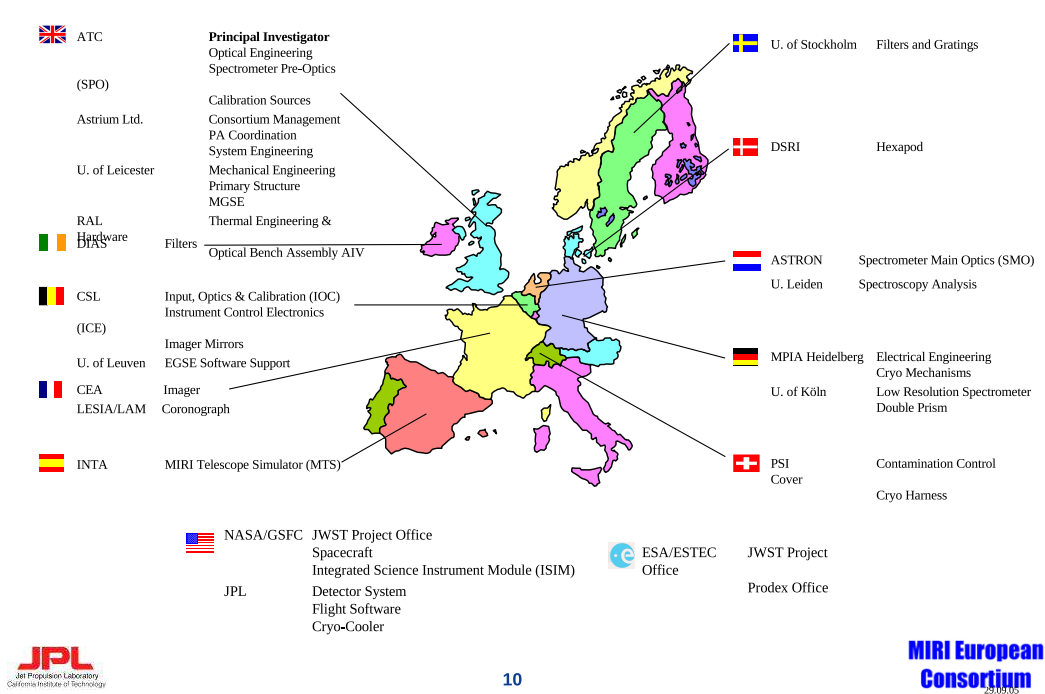 ATC Principal Investigator
Optical Engineering
Spectrometer Pre-Optics
(SPO)
Calibration Sources
Astrium Ltd. Consortium Management
PA Coordination
System Engineering
U. of Leicester Mechanical Engineering
Primary Structure
MGSE
RAL Thermal Engineering &
Hardware
DIAS Filters
Optical Bench Assembly AIV
CSL Input, Optics & Calibration (IOC)
Instrument Control Electronics
(ICE)
Imager Mirrors
U. of Leuven EGSE Software Support
CEA Imager
LESIA/LAM Coronograph
INTA MIRI Telescope Simulator (MTS)
U. of Stockholm Filters and Gratings
DSRI Hexapod
ASTRON Spectrometer Main Optics (SMO)
U. Leiden Spectroscopy Analysis
MPIA Heidelberg Electrical Engineering
Cryo Mechanisms
U. of Köln Low Resolution Spectrometer
Double Prism
PSI Contamination Control
Cover
Cryo Harness
NASA/GSFC JWST Project Office
Spacecraft
Integrated Science Instrument Module (ISIM)
JPL Detector System
Flight Software
Cryo-Cooler
ESA/ESTEC JWST Project
Office
Prodex Office
JPL
Jet Propulsion Laboratory
California Institute of Technology
10
MIRI European
Consortium
29.09.05